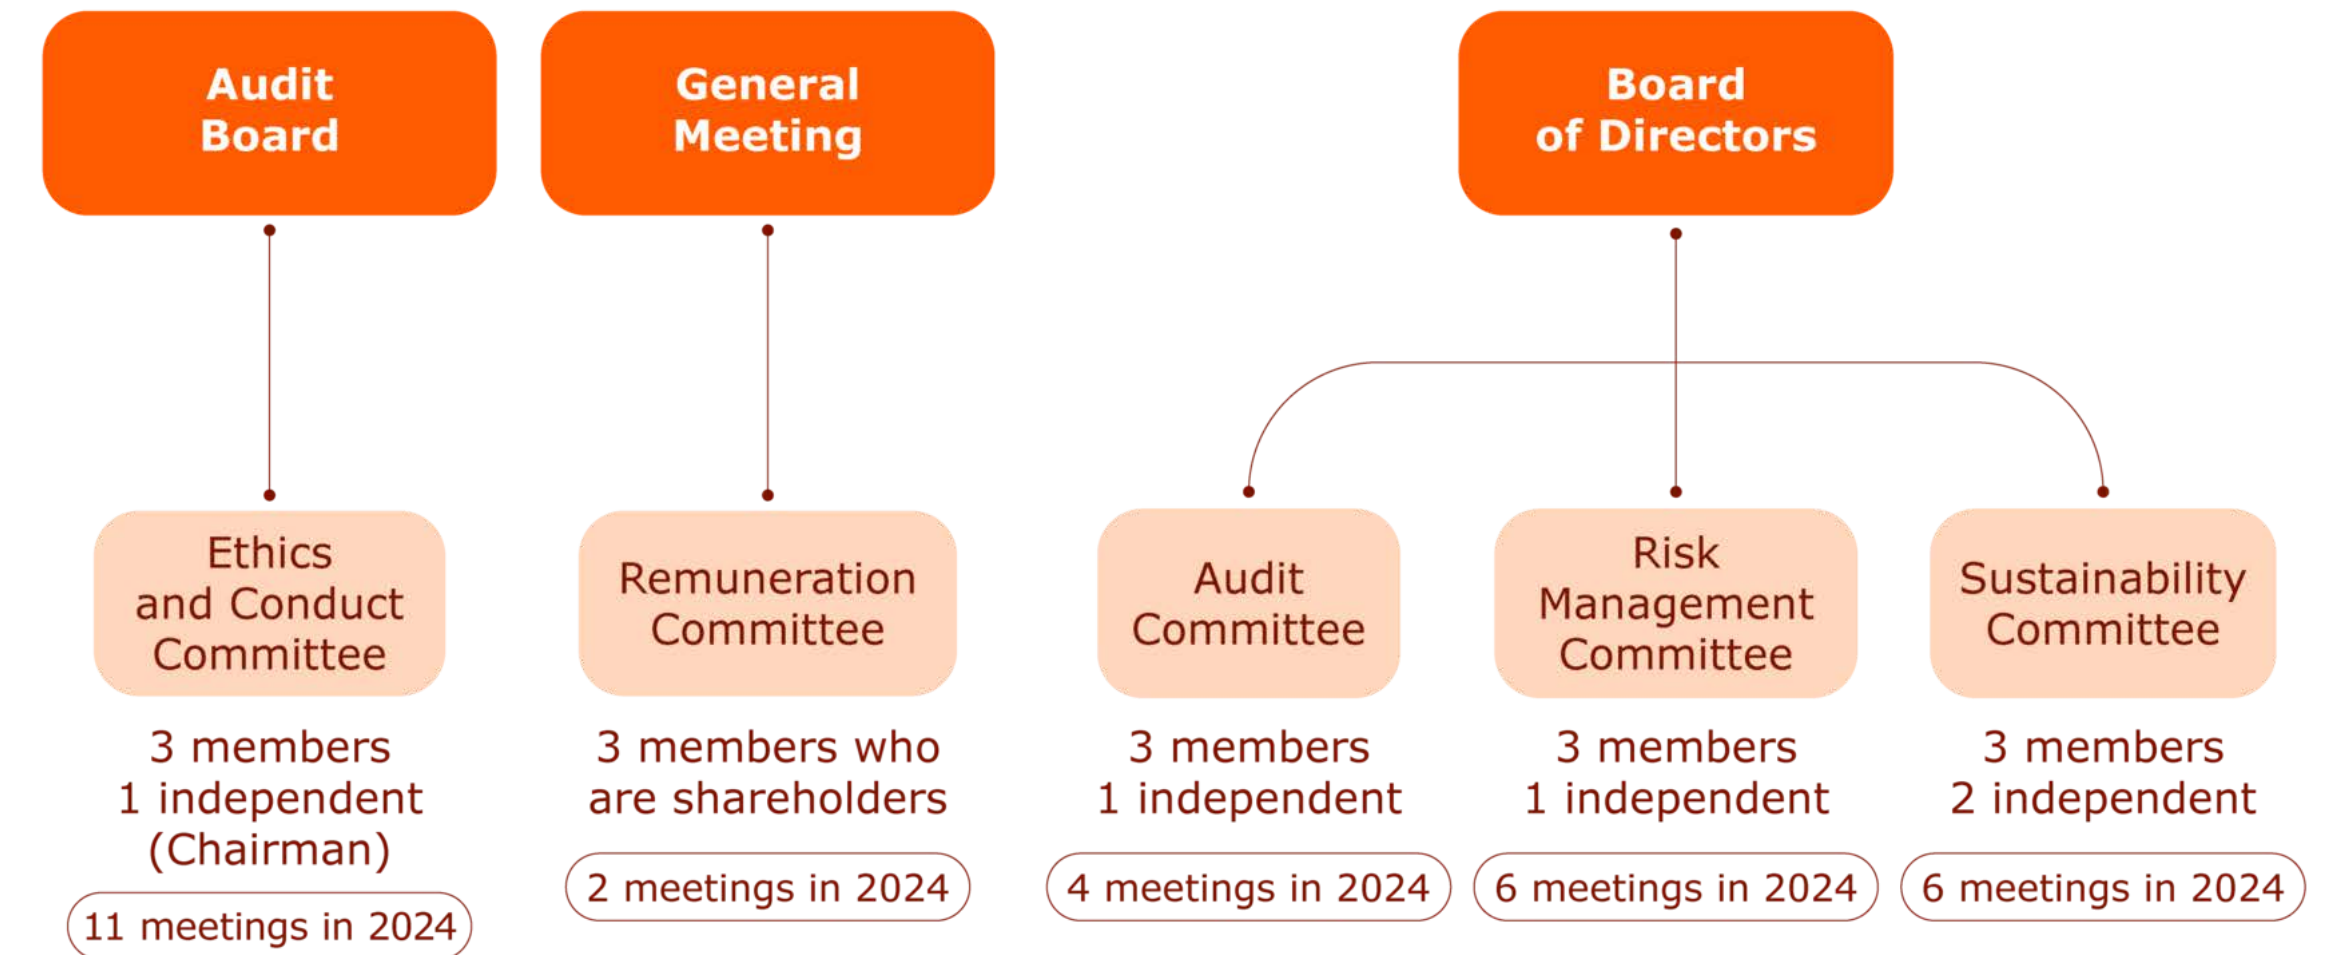 Audit
Board
General
Meeting
Board
of Directors
Ethics
and Conduct
Committee
3 members
1 independent
(Chairman)
11 meetings in 2024
Remuneration
Committee
3 members who
are shareholders
2 meetings in 2024
Audit
Committee
3 members
1 independent
4 meetings in 2024
Risk
Management
Committee
3 members
1 independent
6 meetings in 2024
Sustainability
Committee
3 members
2 independent
6 meetings in 2024